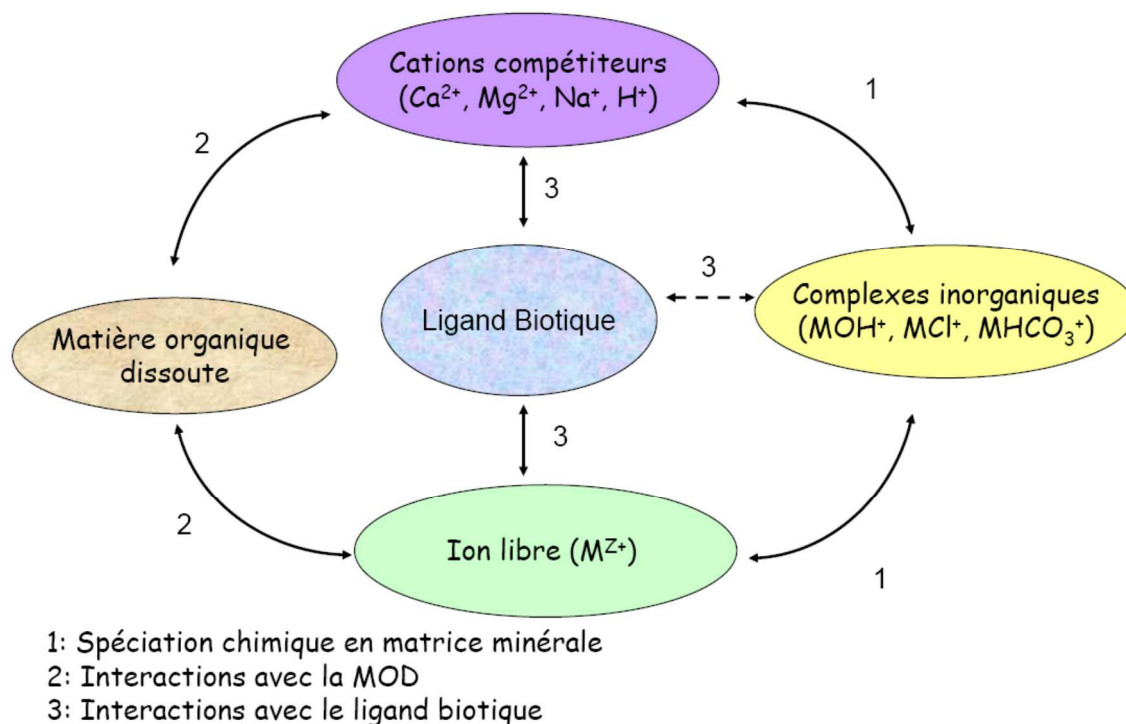 Cations compétiteurs
(Ca²⁺, Mg²⁺, Na⁺, H⁺)
1
2
3
3
Ligand Biotique
Complexes inorganiques
(MOH⁺, MCl⁺, MHCO₃⁺)
Matière organique
dissoute
3
2
Ion libre (Mᶻ⁺)
1
1: Spéciation chimique en matrice minérale
2: Interactions avec la MOD
3: Interactions avec le ligand biotique